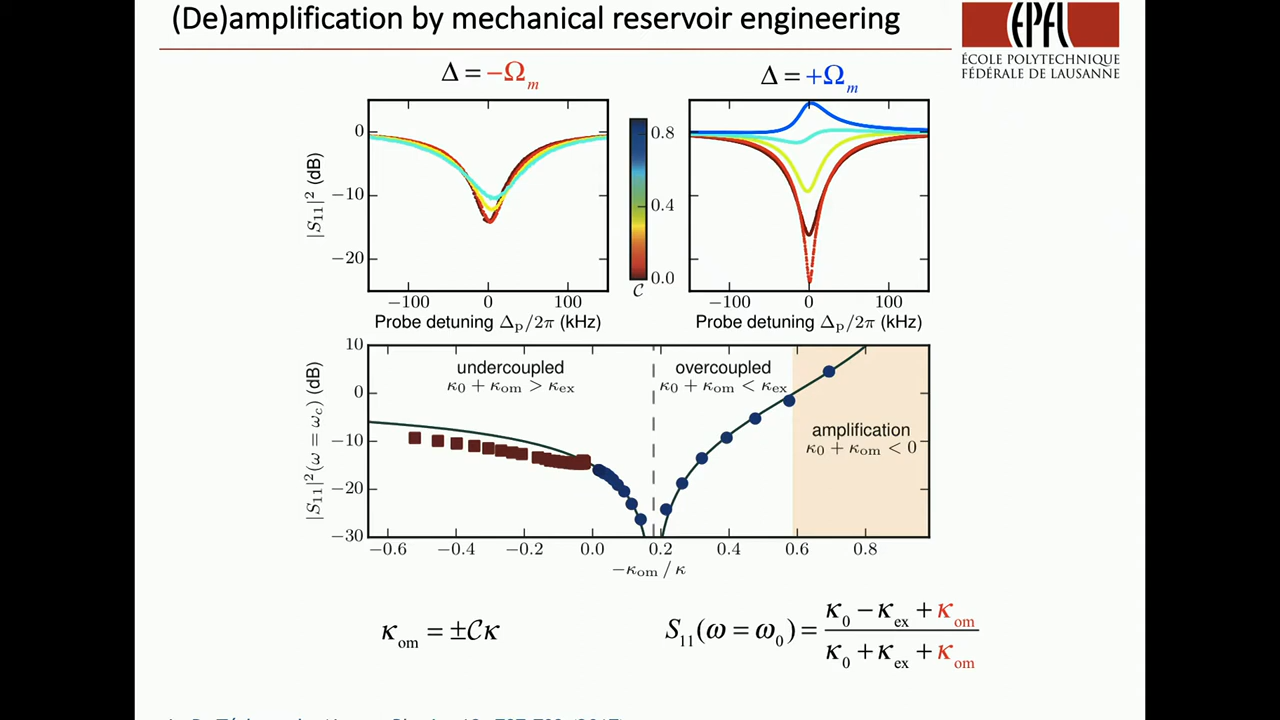 (De)amplification by mechanical reservoir engineering
EPFL
ÉCOLE POLYTECHNIQUE
FÉDÉRALE DE LAUSANNE
Δ = −Ωm
Δ = +Ωm
|S11|² (dB)
0
−10
−20
−100 0 100
Probe detuning Δp/2π (kHz)
0.8
0.4
0.0
𝒞
−100 0 100
Probe detuning Δp/2π (kHz)
|S11|²(ω = ωc) (dB)
10
0
−10
−20
−30
undercoupled
κ0 + κom > κex
overcoupled
κ0 + κom < κex
amplification
κ0 + κom < 0
−0.6 −0.4 −0.2 0.0 0.2 0.4 0.6 0.8
−κom / κ
κom = ±𝒞κ
S11(ω = ω0) = (κ0 − κex + κom) / (κ0 + κex + κom)